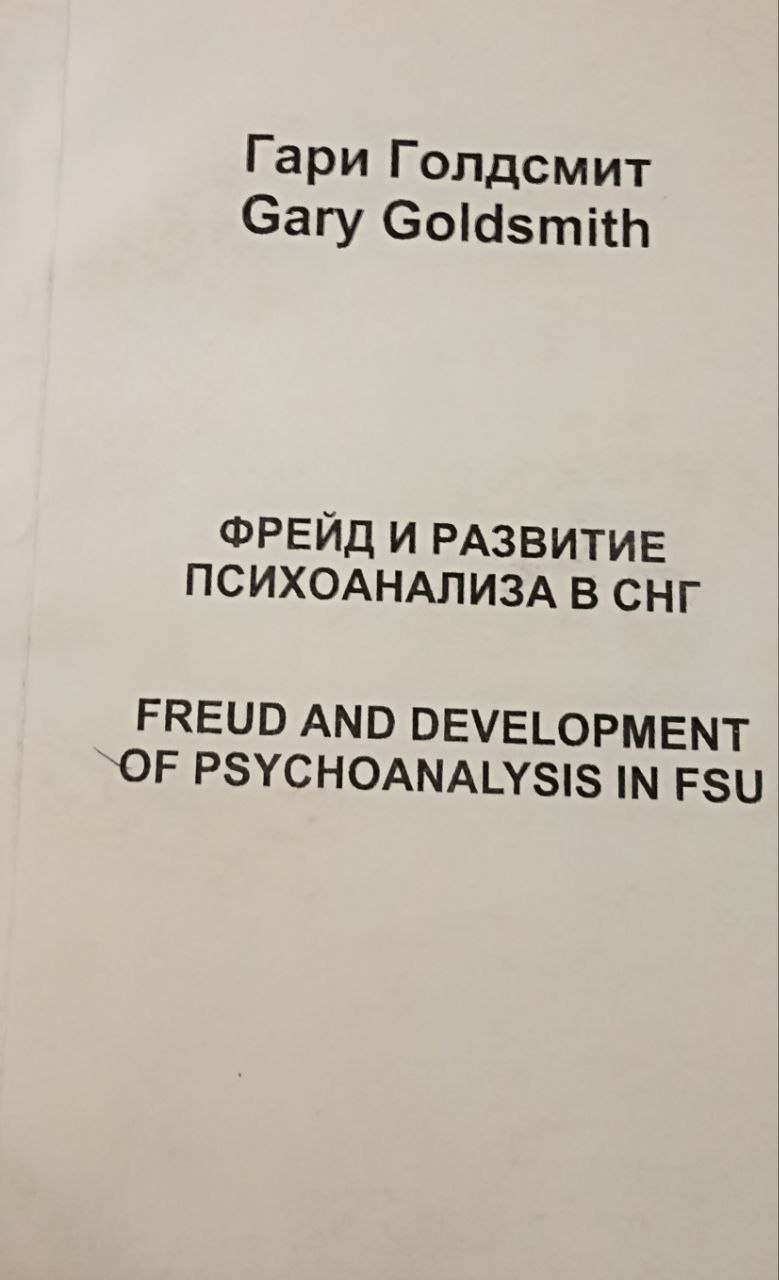 Гари Голдсмит
Gary Goldsmith
ФРЕЙД И РАЗВИТИЕ
ПСИХОАНАЛИЗА В СНГ
FREUD AND DEVELOPMENT
OF PSYCHOANALYSIS IN FSU